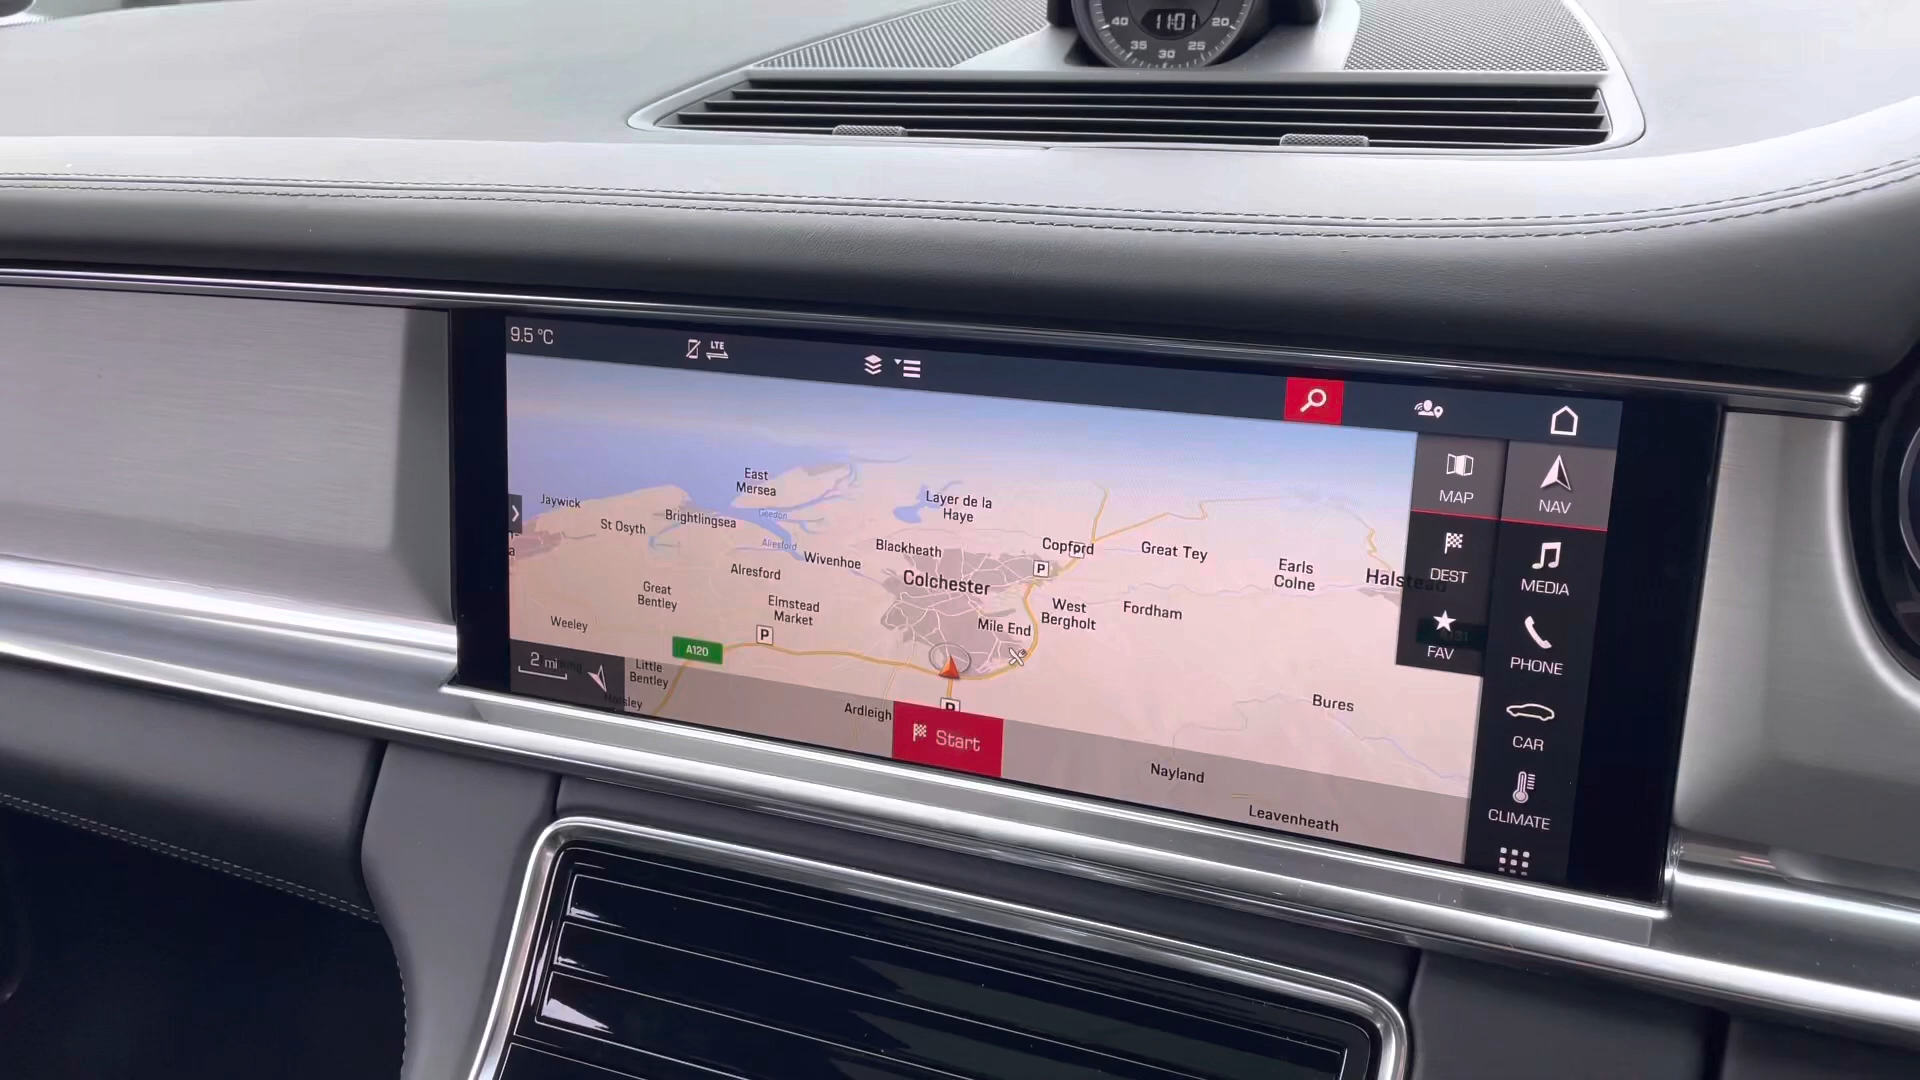 40
11:01
20
35
30
25
9.5 °C
LTE
MAP
NAV
DEST
MEDIA
FAV
PHONE
CAR
CLIMATE
East
Mersea
Jaywick
St Osyth
Brightlingsea
Geedon
Alresford
Wivenhoe
Layer de la
Haye
Blackheath
Colchester
Copford
P
P
Great Tey
Earls
Colne
Halstead
Alresford
Great
Bentley
Elmstead
Market
Weeley
P
A120
Mile End
West
Bergholt
Fordham
2 mi
Little
Bentley
Ardleigh
P
Start
Bures
Nayland
Leavenheath